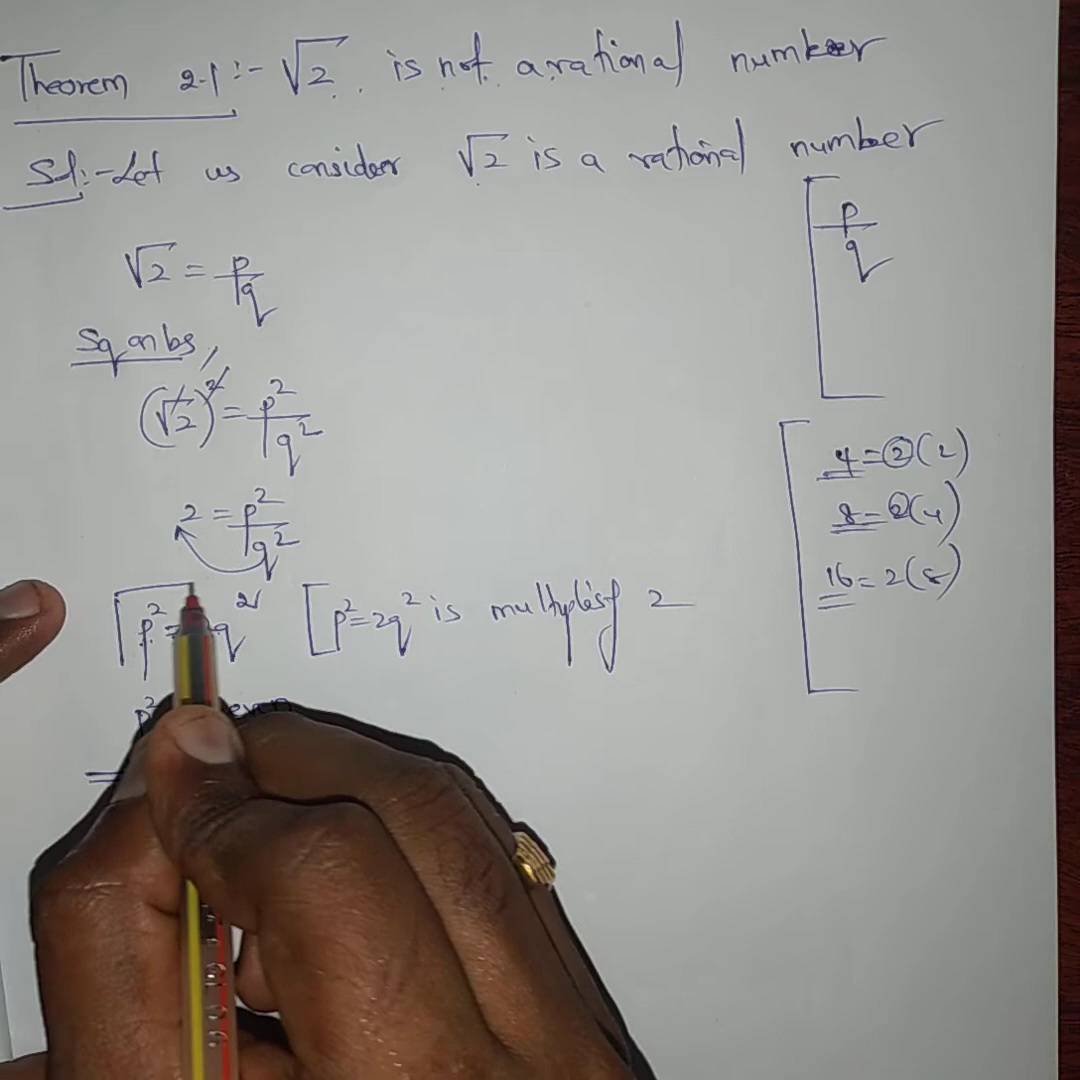 Theorem 2.1 :- √2 is not a rational number
Sol:- Let us consider √2 is a rational number
√2 = p/q
p/q
Sq on bs,
(√2)² = p²/q²
2 = p²/q²
4 = 2(2)
8 = 2(4)
16 = 2(8)
p² = 2q² [p² = 2q² is multiples of 2
p² even